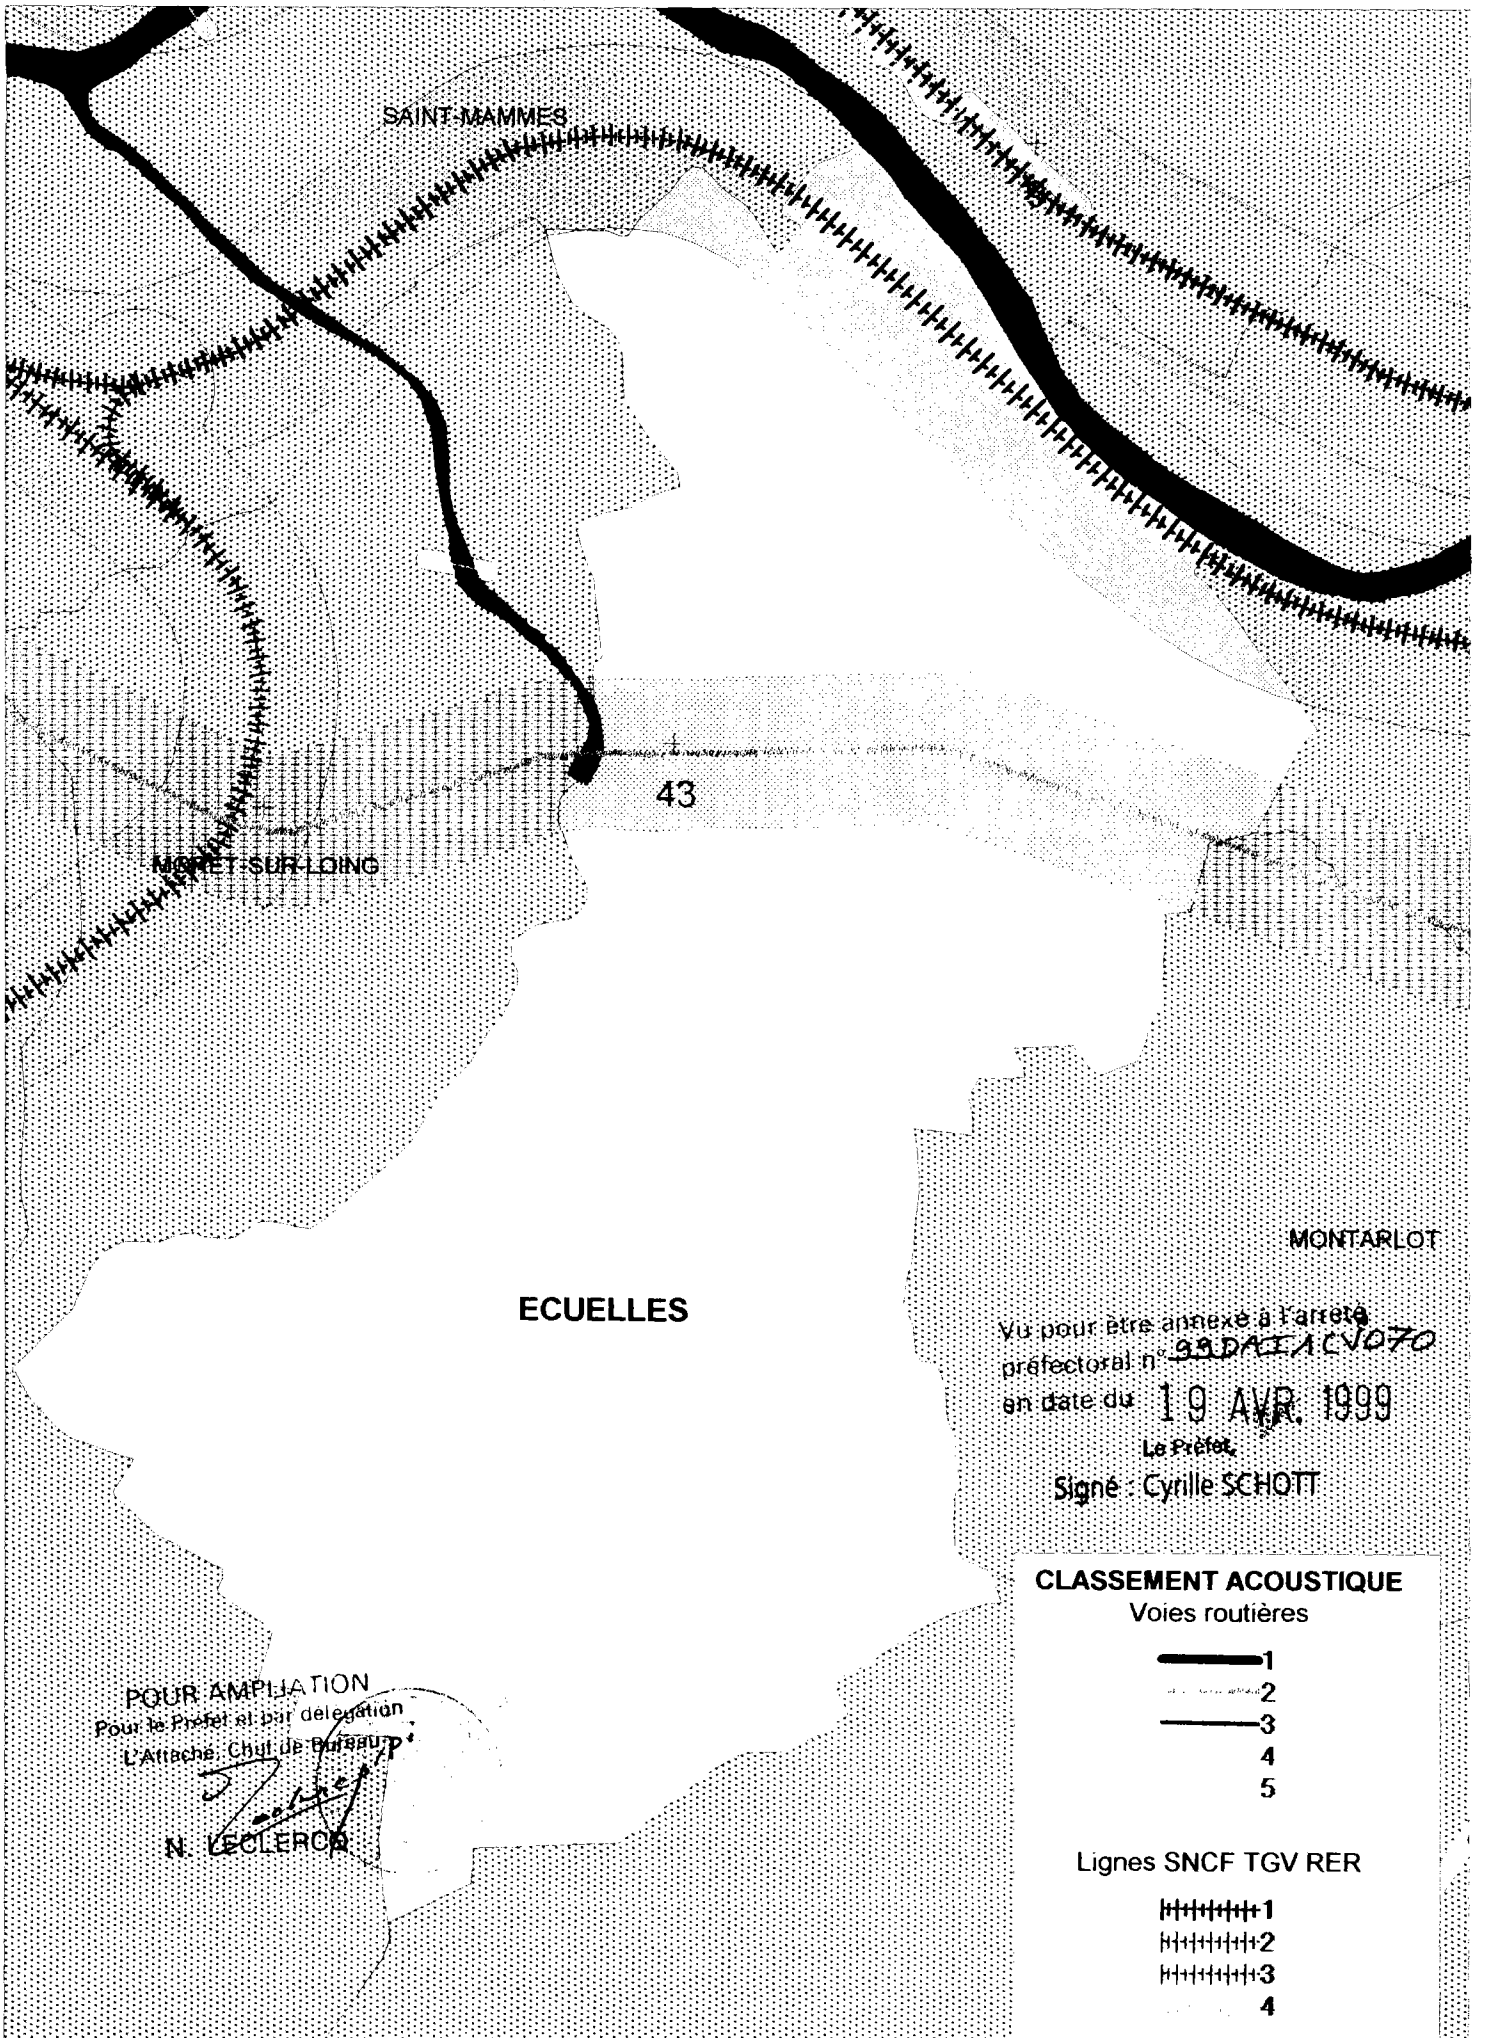 SAINT-MAMMES
43
MORET-SUR-LOING
MONTARLOT
ECUELLES
Vu pour être annexé à l'arrêté
préfectoral n° 99DAI1CV070
en date du 19 AVR. 1999
Le Préfet,
Signé : Cyrille SCHOTT
CLASSEMENT ACOUSTIQUE
Voies routières
1
2
3
4
5
Lignes SNCF TGV RER
1
2
3
4
POUR AMPLIATION
Pour le Préfet et par délégation
L'Attaché, Chef de Bureau
N. LECLERCQ